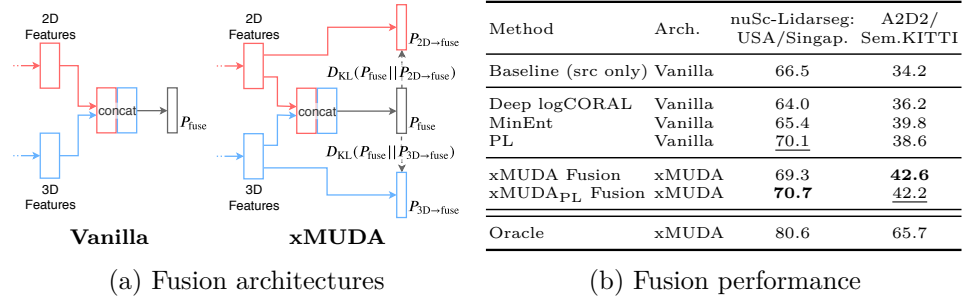 2D
Features
concat
P_fuse
3D
Features
Vanilla
2D
Features
P_2D→fuse
D_KL(P_fuse||P_2D→fuse)
concat
P_fuse
D_KL(P_fuse||P_3D→fuse)
3D
Features
P_3D→fuse
xMUDA
(a) Fusion architectures
Method Arch. nuSc-Lidarseg: USA/Singap. A2D2/ Sem.KITTI
Baseline (src only) Vanilla 66.5 34.2
Deep logCORAL Vanilla 64.0 36.2
MinEnt Vanilla 65.4 39.8
PL Vanilla 70.1 38.6
xMUDA Fusion xMUDA 69.3 42.6
xMUDA_PL Fusion xMUDA 70.7 42.2
Oracle xMUDA 80.6 65.7
(b) Fusion performance